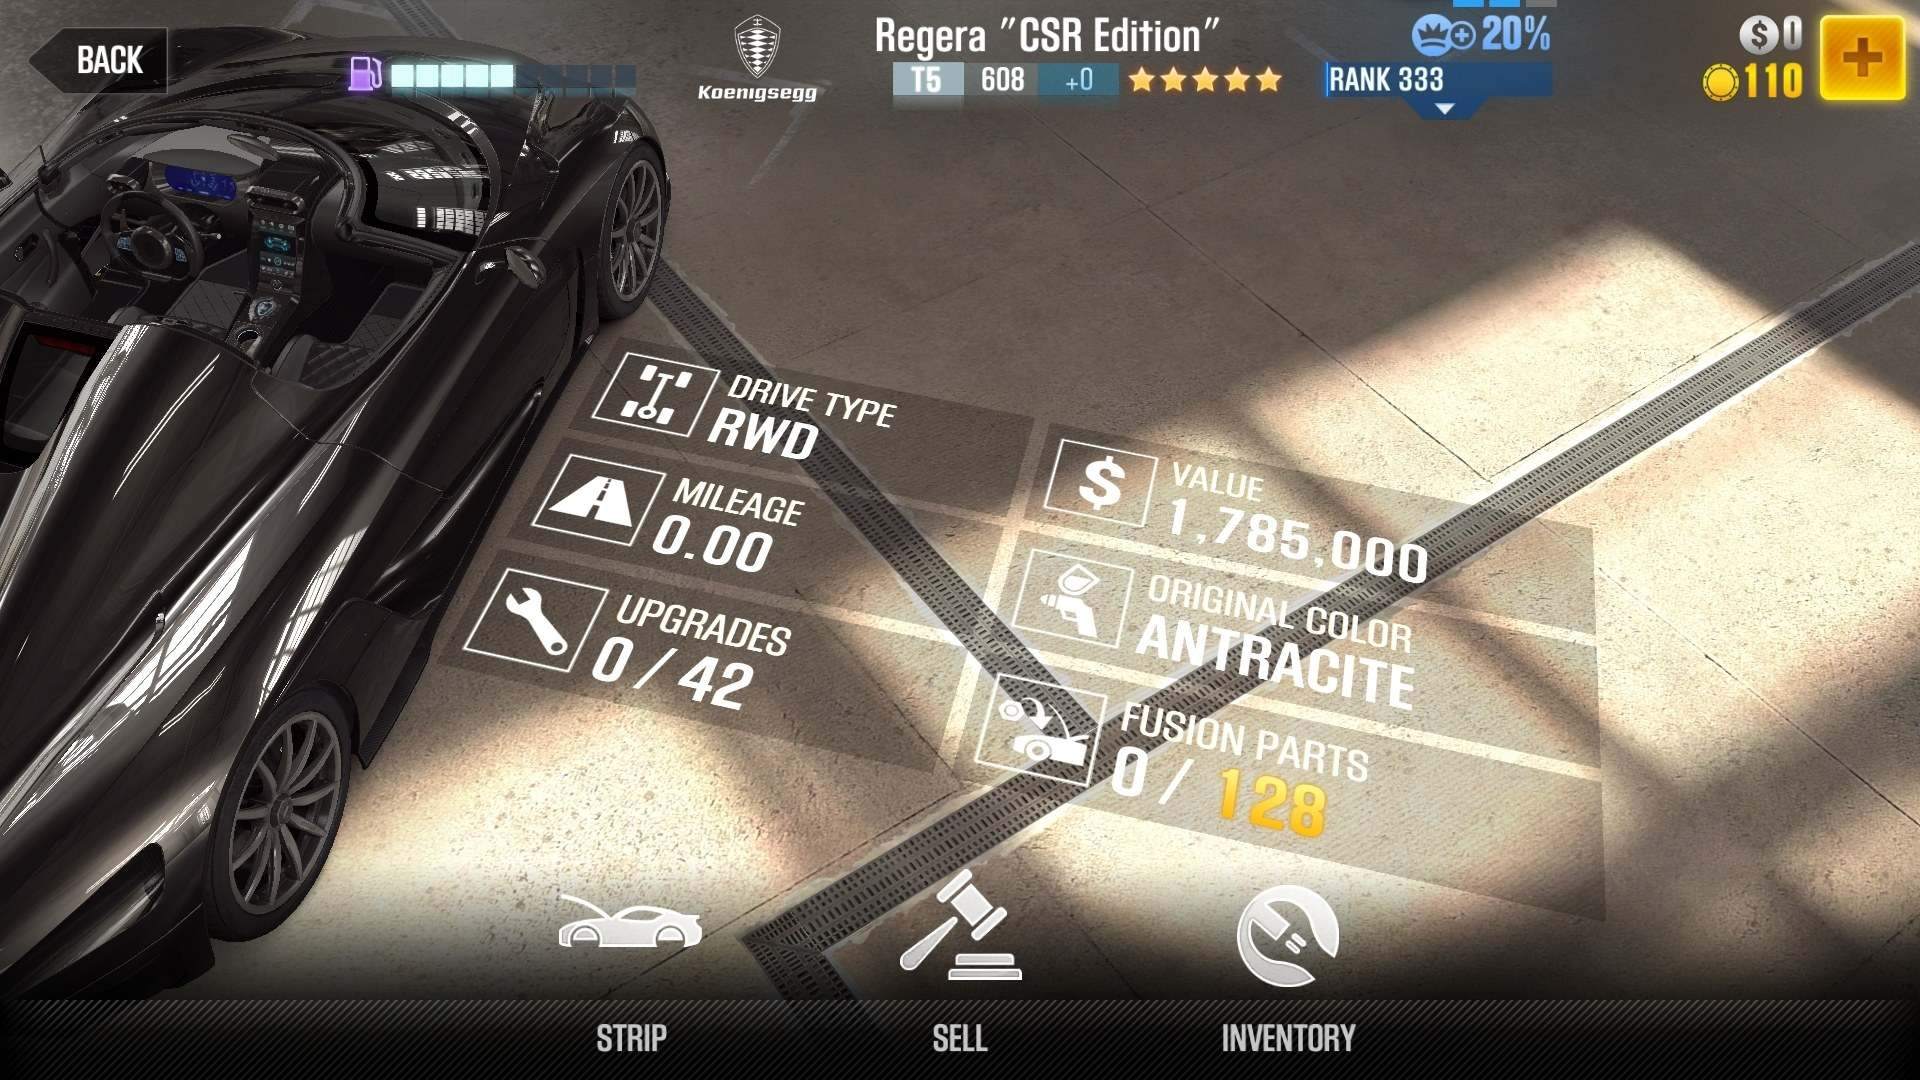 BACK
Koenigsegg
Regera "CSR Edition"
T5 608 +0
20%
RANK 333
$ 0
110
DRIVE TYPE
RWD
MILEAGE
0.00
UPGRADES
0 / 42
$
VALUE
1,785,000
ORIGINAL COLOR
ANTRACITE
FUSION PARTS
0 / 128
STRIP
SELL
INVENTORY